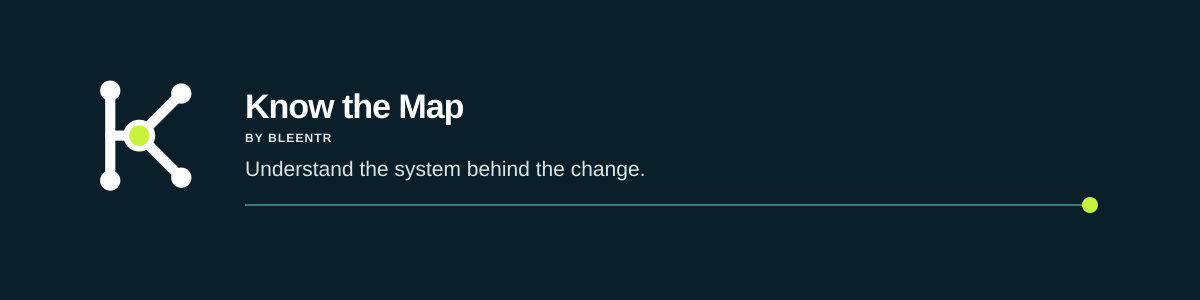 Know the Map
BY BLEENTR
Understand the system behind the change.